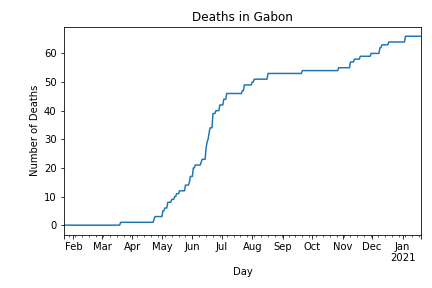 Deaths in Gabon
60
50
40
30
20
10
0
Number of Deaths
Feb Mar Apr May Jun Jul Aug Sep Oct Nov Dec Jan
2021
Day